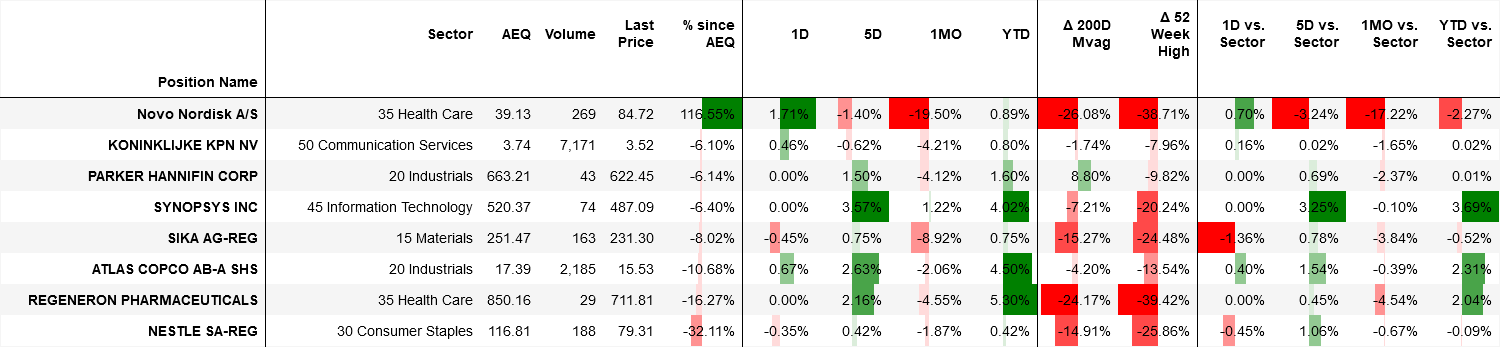 Position Name Sector AEQ Volume Last Price % since AEQ 1D 5D 1MO YTD Δ 200D Mvag Δ 52 Week High 1D vs. Sector 5D vs. Sector 1MO vs. Sector YTD vs. Sector
Novo Nordisk A/S 35 Health Care 39.13 269 84.72 116.55% 1.71% -1.40% -19.50% 0.89% -26.08% -38.71% 0.70% -3.24% -17.22% -2.27%
KONINKLIJKE KPN NV 50 Communication Services 3.74 7,171 3.52 -6.10% 0.46% -0.62% -4.21% 0.80% -1.74% -7.96% 0.16% 0.02% -1.65% 0.02%
PARKER HANNIFIN CORP 20 Industrials 663.21 43 622.45 -6.14% 0.00% 1.50% -4.12% 1.60% 8.80% -9.82% 0.00% 0.69% -2.37% 0.01%
SYNOPSYS INC 45 Information Technology 520.37 74 487.09 -6.40% 0.00% 3.57% 1.22% 4.02% -7.21% -20.24% 0.00% 3.25% -0.10% 3.69%
SIKA AG-REG 15 Materials 251.47 163 231.30 -8.02% -0.45% 0.75% -8.92% 0.75% -15.27% -24.48% -1.36% 0.78% -3.84% -0.52%
ATLAS COPCO AB-A SHS 20 Industrials 17.39 2,185 15.53 -10.68% 0.67% 2.63% -2.06% 4.50% -4.20% -13.54% 0.40% 1.54% -0.39% 2.31%
REGENERON PHARMACEUTICALS 35 Health Care 850.16 29 711.81 -16.27% 0.00% 2.16% -4.55% 5.30% -24.17% -39.42% 0.00% 0.45% -4.54% 2.04%
NESTLE SA-REG 30 Consumer Staples 116.81 188 79.31 -32.11% -0.35% 0.42% -1.87% 0.42% -14.91% -25.86% -0.45% 1.06% -0.67% -0.09%